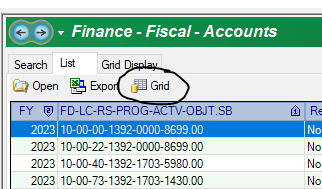 Finance - Fiscal - Accounts
Search List Grid Display
Open Export Grid
FY FD-LC-RS-PROG-ACTV-OBJT.SB
2023 10-00-00-1392-0000-8699.00 No
2023 10-00-22-1392-0000-8699.00 No
2023 10-00-40-1392-1703-5980.00 No
2023 10-00-73-1392-1703-1430.00 No